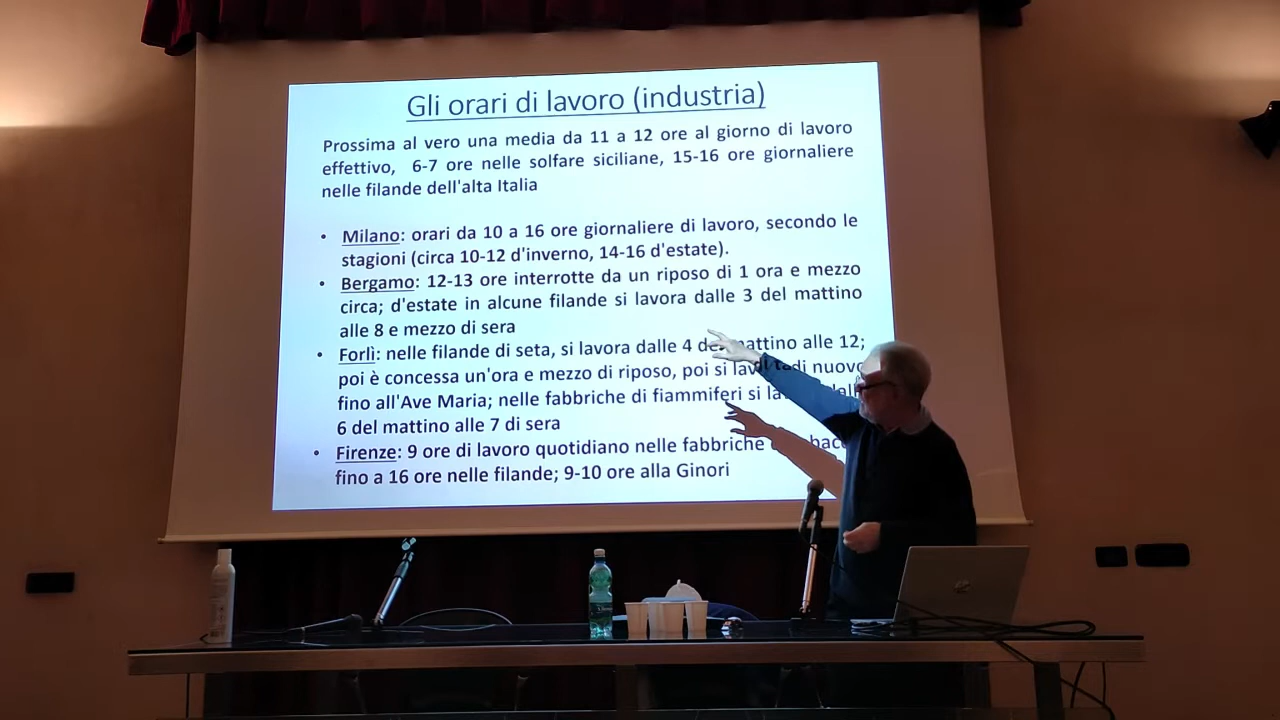 Gli orari di lavoro (industria)
Prossima al vero una media da 11 a 12 ore al giorno di lavoro
effettivo, 6-7 ore nelle solfare siciliane, 15-16 ore giornaliere
nelle filande dell'alta Italia
• Milano: orari da 10 a 16 ore giornaliere di lavoro, secondo le
stagioni (circa 10-12 d'inverno, 14-16 d'estate).
• Bergamo: 12-13 ore interrotte da un riposo di 1 ora e mezzo
circa; d'estate in alcune filande si lavora dalle 3 del mattino
alle 8 e mezzo di sera
• Forlì: nelle filande di seta, si lavora dalle 4 del mattino alle 12;
poi è concessa un'ora e mezzo di riposo, poi si di nuovo
fino all'Ave Maria; nelle fabbriche di fiammiferi si
6 del mattino alle 7 di sera
• Firenze: 9 ore di lavoro quotidiano nelle fabbriche
fino a 16 ore nelle filande; 9-10 ore alla Ginori